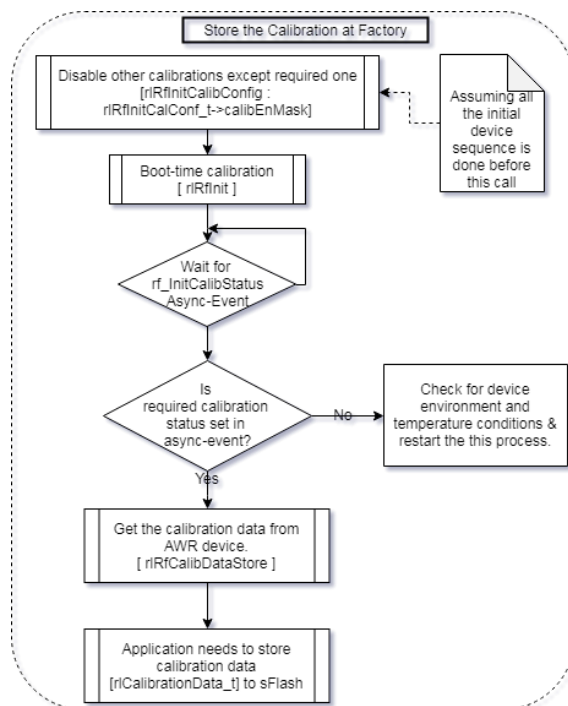 Store the Calibration at Factory
Disable other calibrations except required one
[rlRfInitCalibConfig :
rlRfInitCalConf_t->calibEnMask]
Assuming all
the initial
device
sequence is
done before
this call
Boot-time calibration
[ rlRfInit ]
Wait for
rf_InitCalibStatus
Async-Event
Is
required calibration
status set in
async-event?
No
Check for device
environment and
temperature conditions &
restart the this process.
Yes
Get the calibration data from
AWR device.
[ rlRfCalibDataStore ]
Application needs to store
calibration data
[rlCalibrationData_t] to sFlash